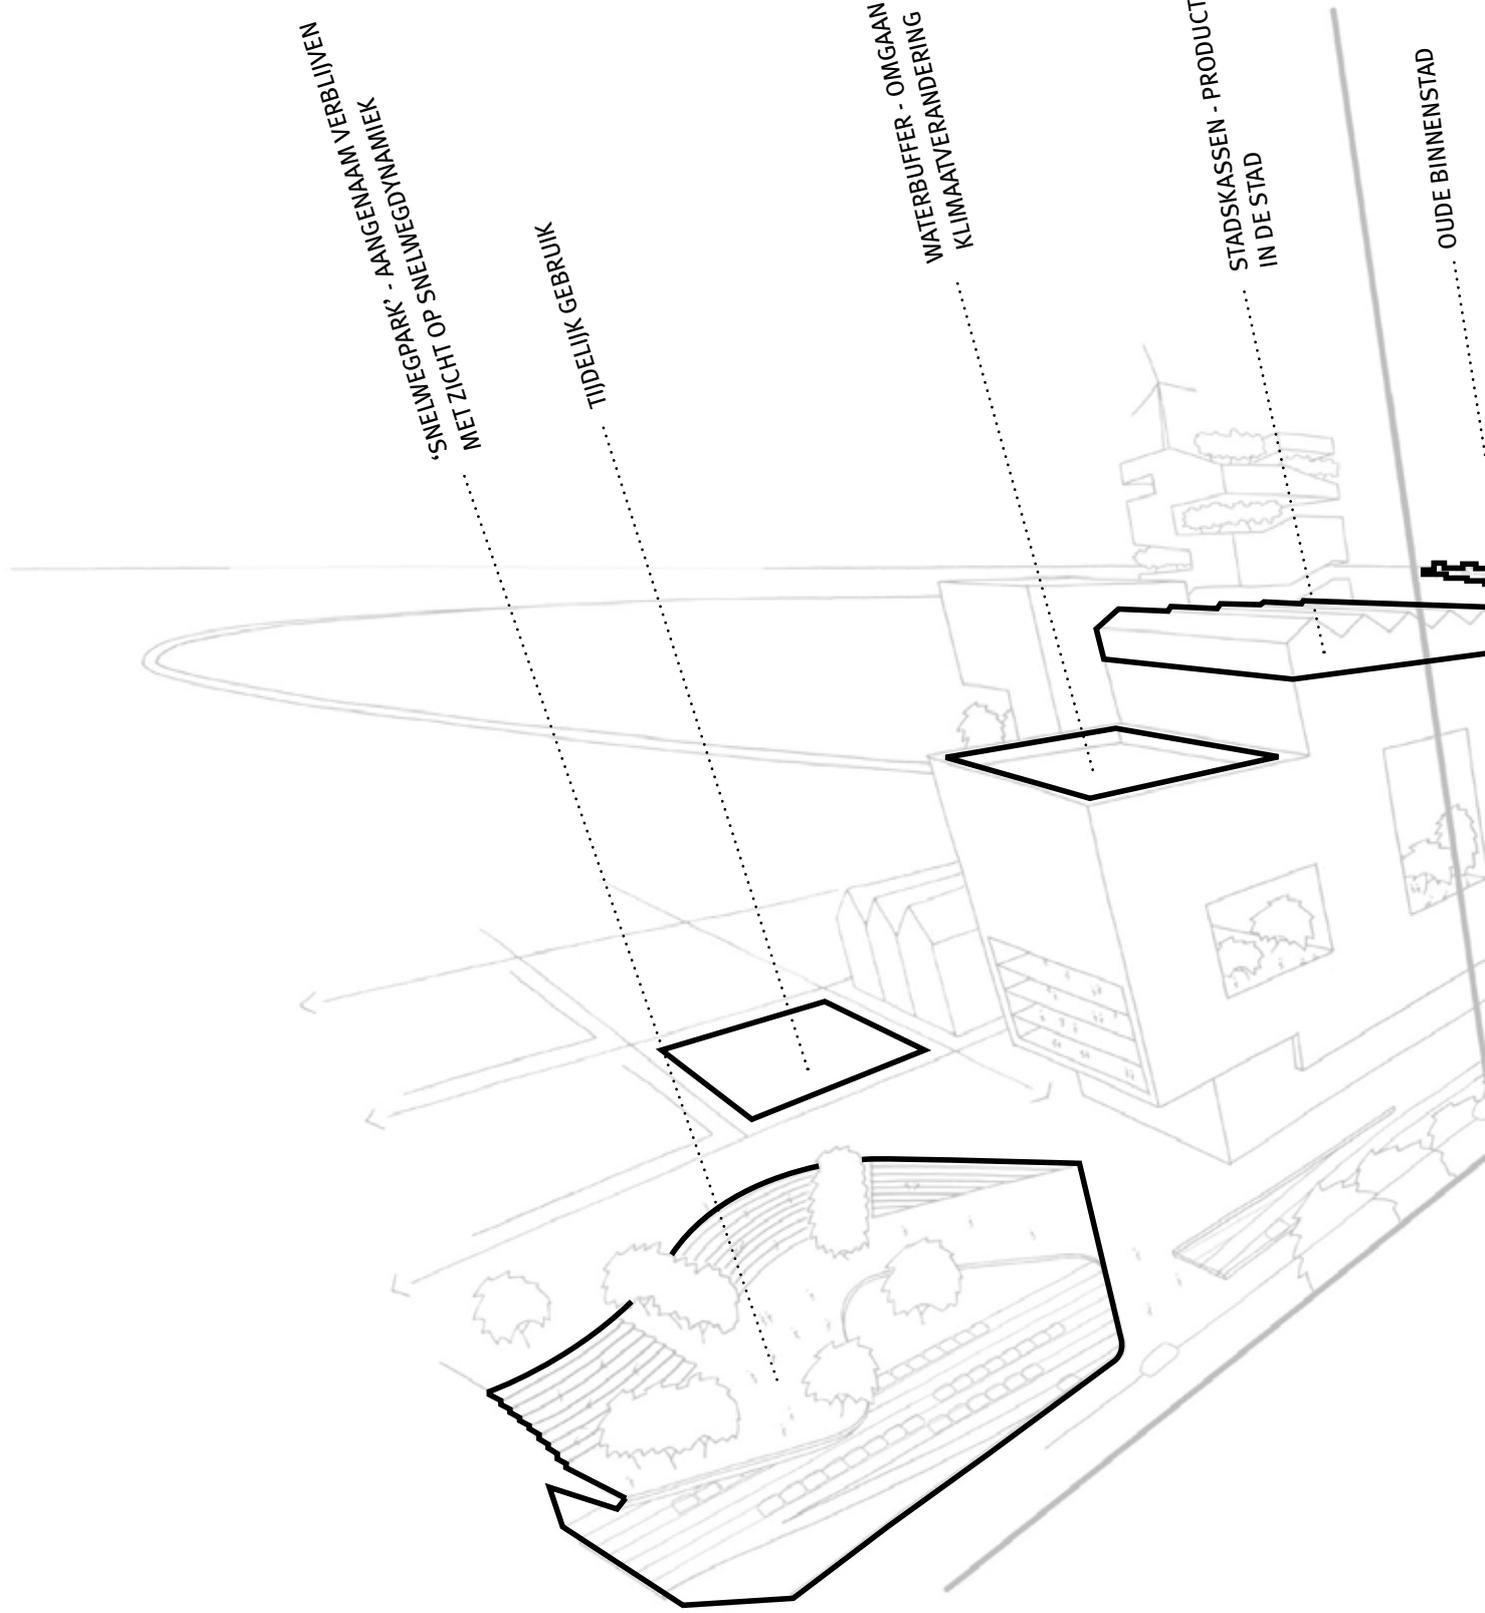 ‘SNELWEGPARK’ - AANGENAAM VERBLIJVEN
MET ZICHT OP SNELWEGDYNAMIEK
TIJDELIJK GEBRUIK
WATERBUFFER - OMGAAN
KLIMAATVERANDERING
STADSKASSEN - PRODUCT
IN DE STAD
OUDE BINNENSTAD